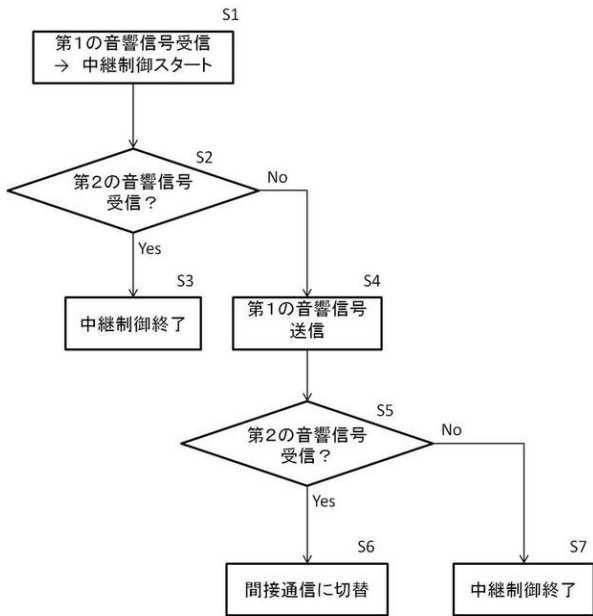 S1
第1の音響信号受信
→ 中継制御スタート
S2
第2の音響信号
受信?
No
Yes
S3
中継制御終了
S4
第1の音響信号
送信
S5
第2の音響信号
受信?
No
Yes
S6
間接通信に切替
S7
中継制御終了